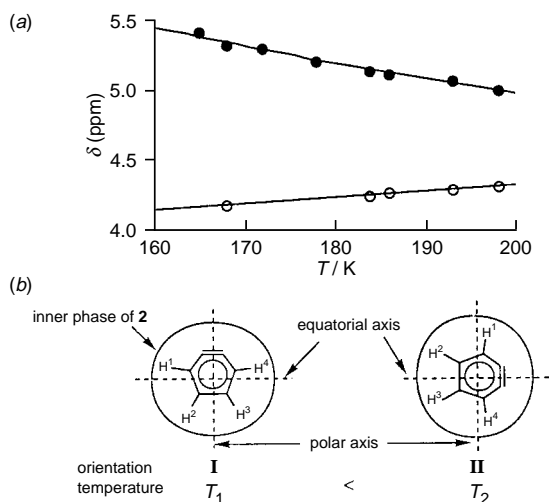 (a)
5.5
5.0
4.5
4.0
δ (ppm)
160 170 180 190 200
T / K
(b)
inner phase of 2
equatorial axis
H1 H4 H2 H3
H1 H2 H3 H4
polar axis
orientation I II
temperature T1 < T2